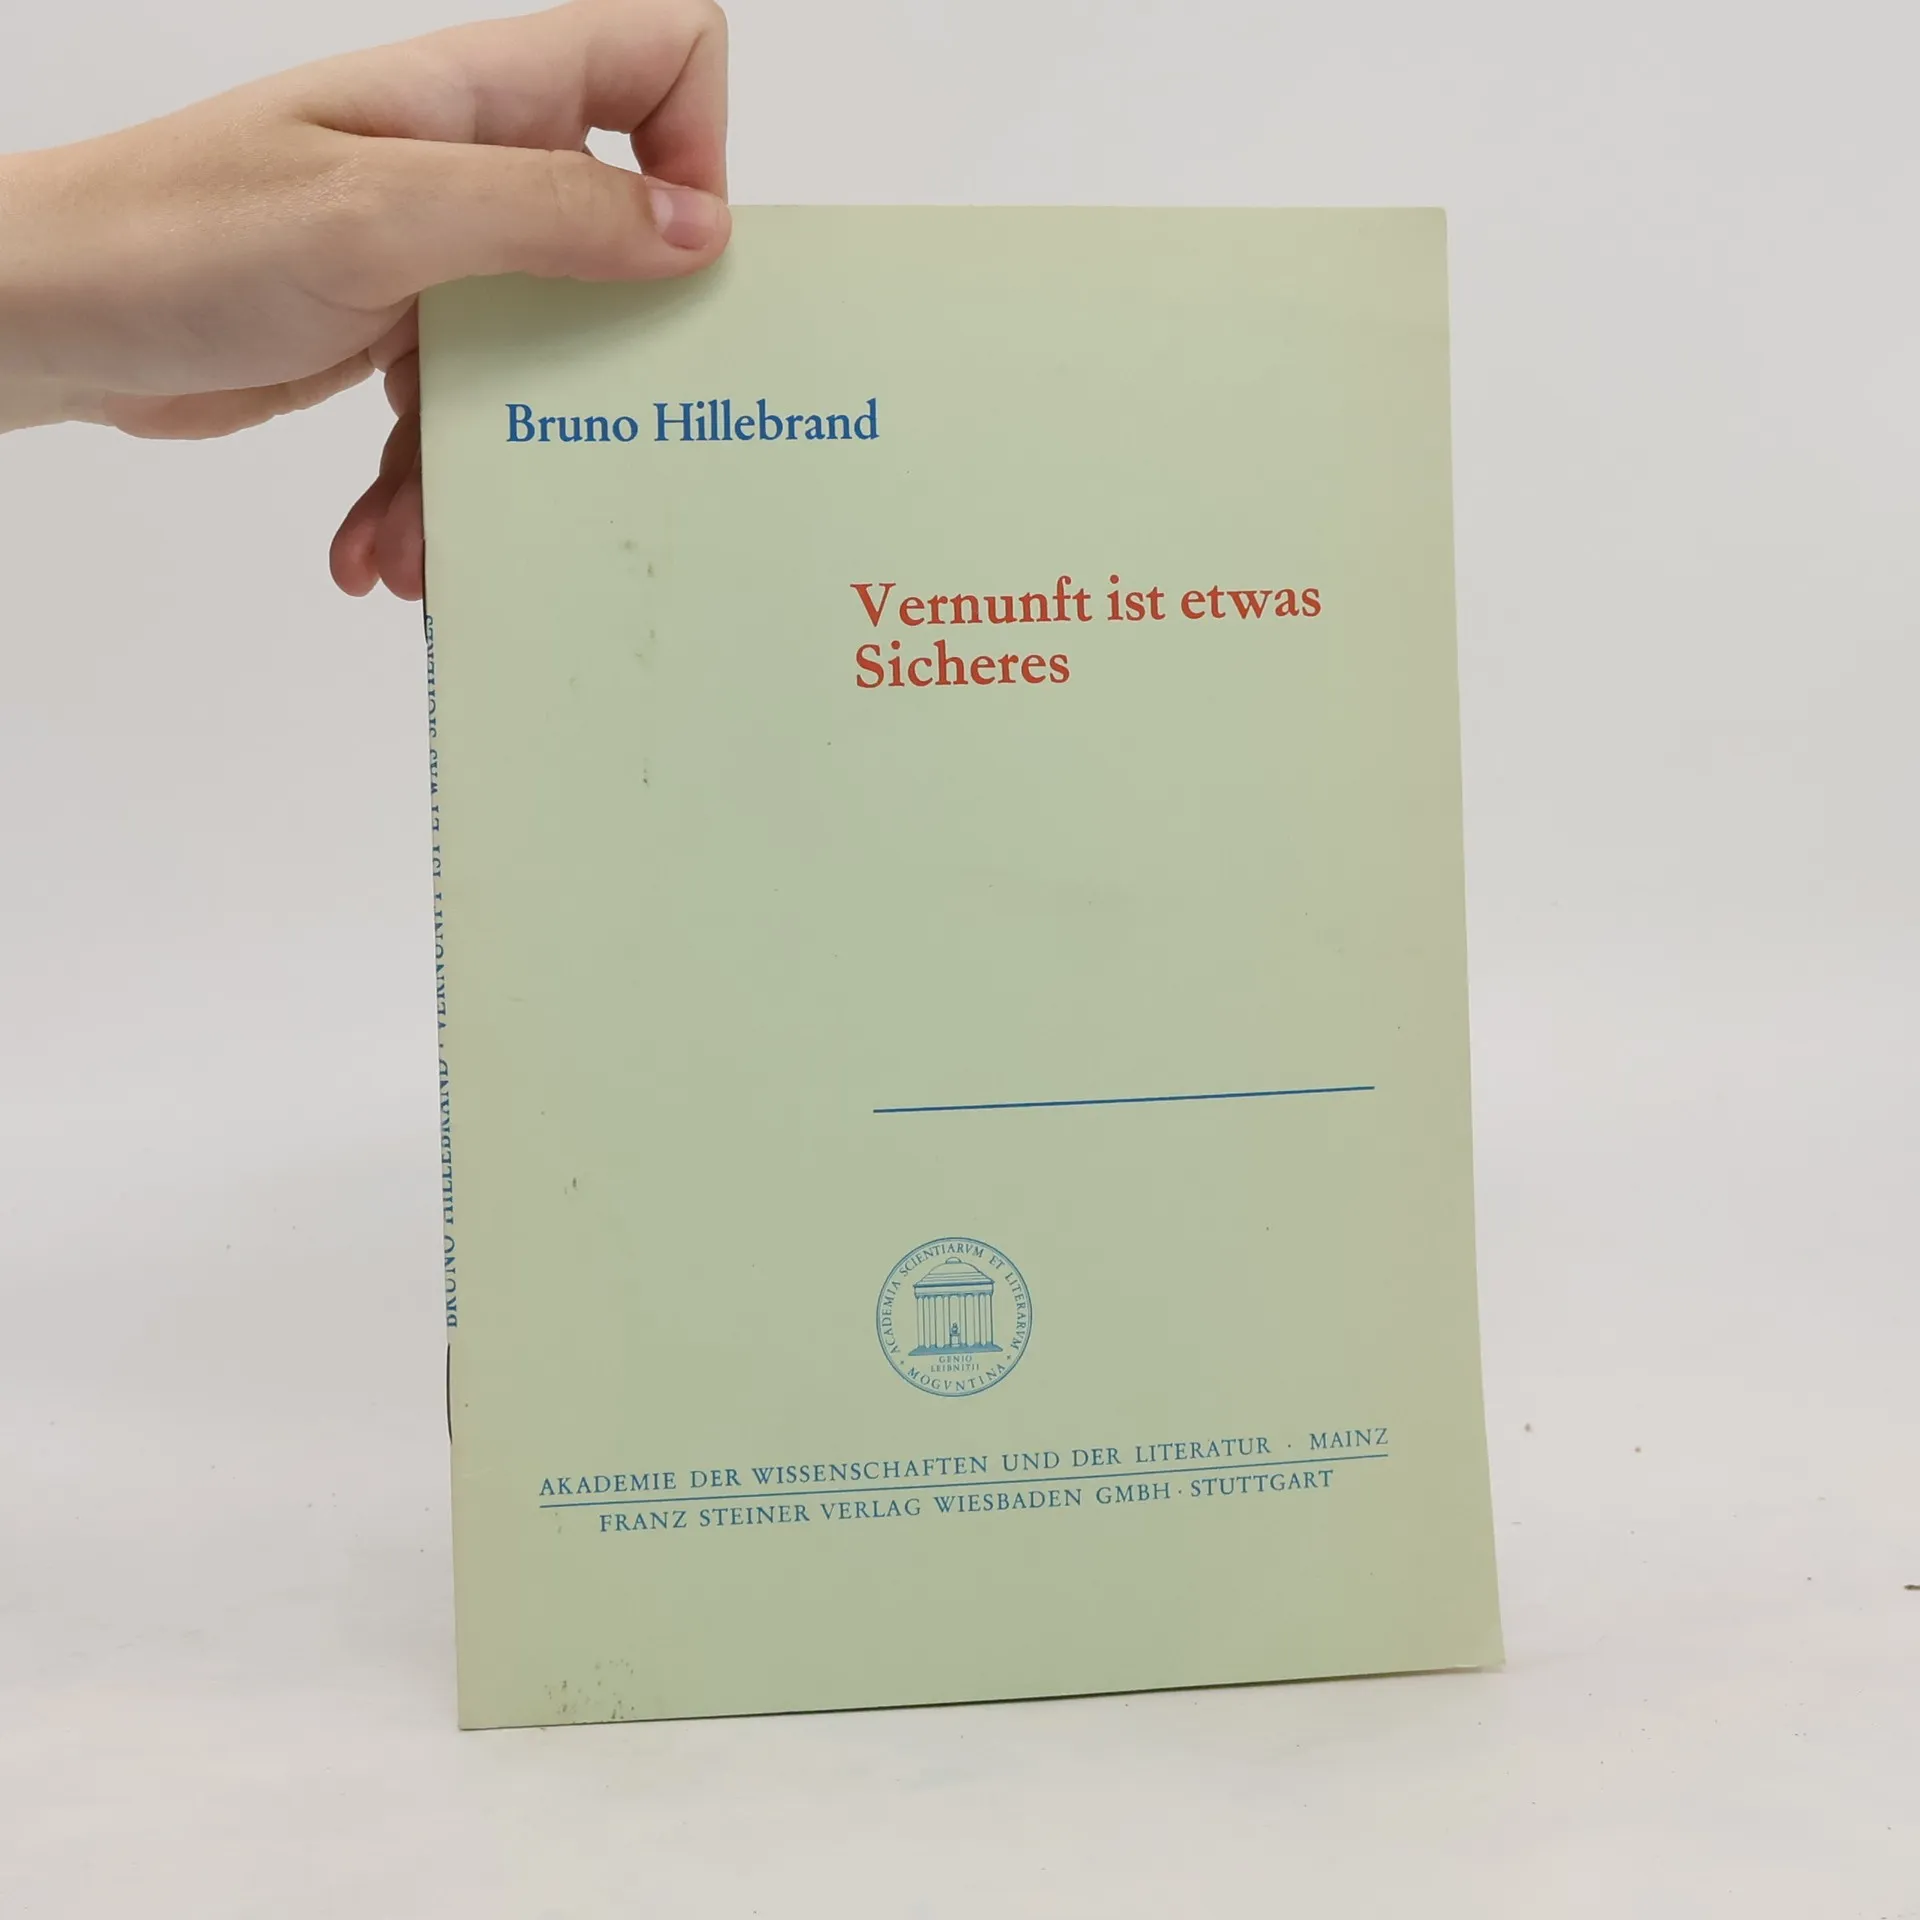 Bruno Hillebrand
Vernunft ist etwas
Sicheres
BRUNO HILLEBRAND · VERNUNFT IST ETWAS SICHERES
ACADEMIA SCIENTIARVM ET LITERARVM
MOGVNTINA
GENIO
LEIBNITII
AKADEMIE DER WISSENSCHAFTEN UND DER LITERATUR · MAINZ
FRANZ STEINER VERLAG WIESBADEN GMBH · STUTTGART